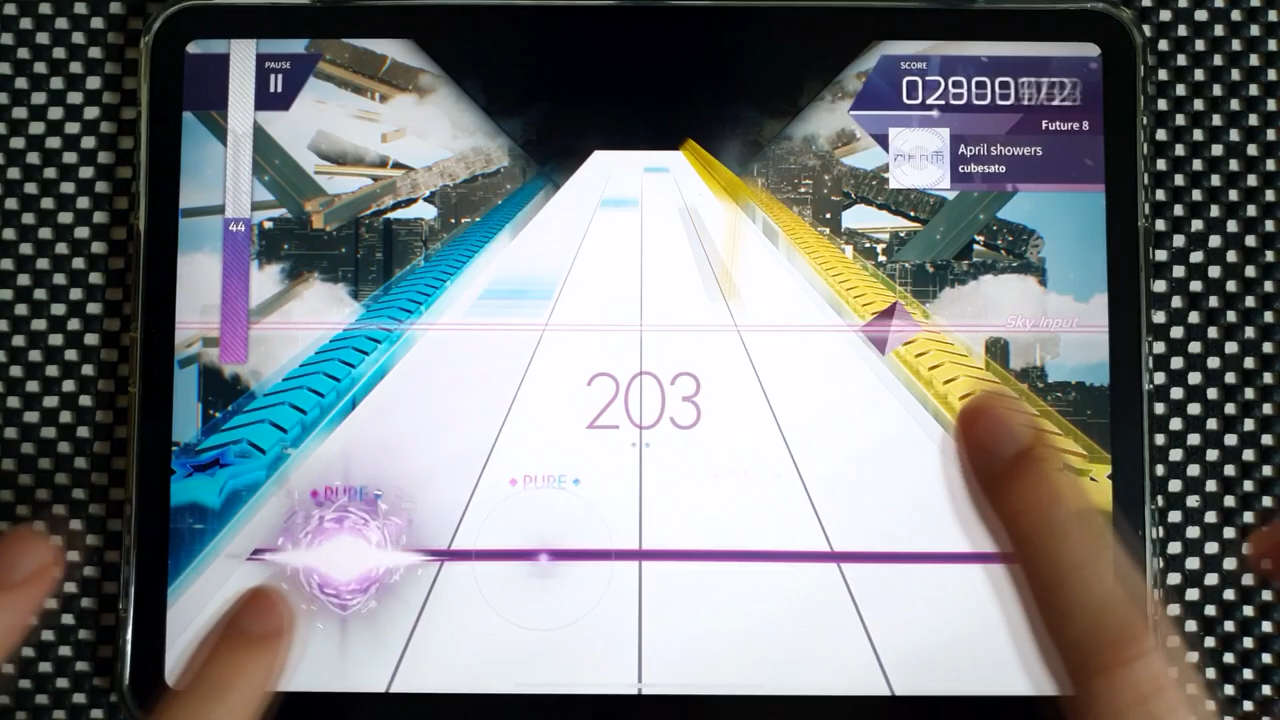 PAUSE
SCORE
Future 8
44
April showers
cubesato
Sky Input
203
PURE
PURE